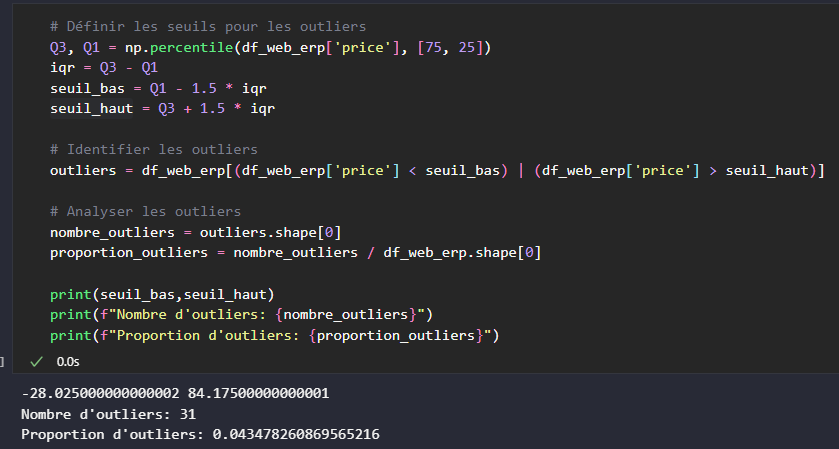 # Définir les seuils pour les outliers
Q3, Q1 = np.percentile(df_web_erp['price'], [75, 25])
iqr = Q3 - Q1
seuil_bas = Q1 - 1.5 * iqr
seuil_haut = Q3 + 1.5 * iqr
# Identifier les outliers
outliers = df_web_erp[(df_web_erp['price'] < seuil_bas) | (df_web_erp['price'] > seuil_haut)]
# Analyser les outliers
nombre_outliers = outliers.shape[0]
proportion_outliers = nombre_outliers / df_web_erp.shape[0]
print(seuil_bas,seuil_haut)
print(f"Nombre d'outliers: {nombre_outliers}")
print(f"Proportion d'outliers: {proportion_outliers}")
] ✓ 0.0s
-28.025000000000002 84.17500000000001
Nombre d'outliers: 31
Proportion d'outliers: 0.043478260869565216